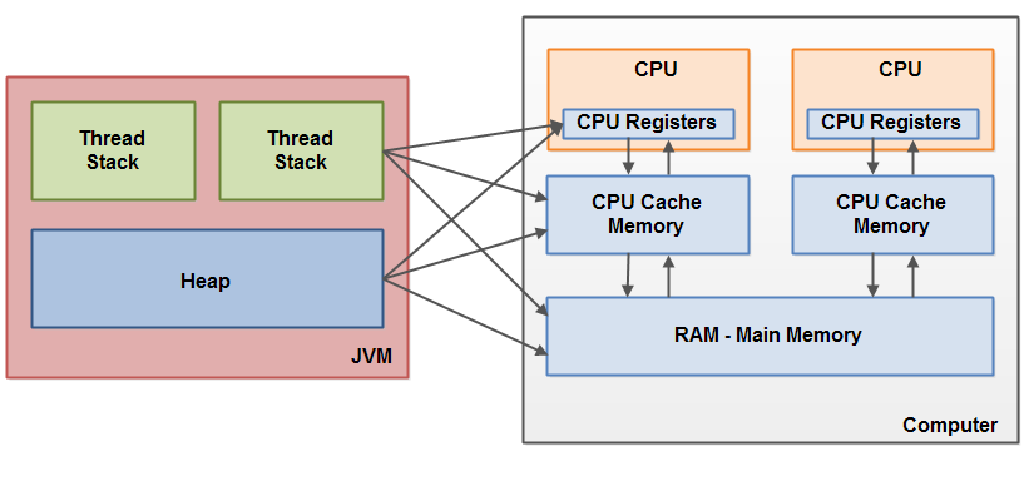 Thread
Stack
Thread
Stack
Heap
JVM
CPU
CPU Registers
CPU Cache
Memory
CPU
CPU Registers
CPU Cache
Memory
RAM - Main Memory
Computer